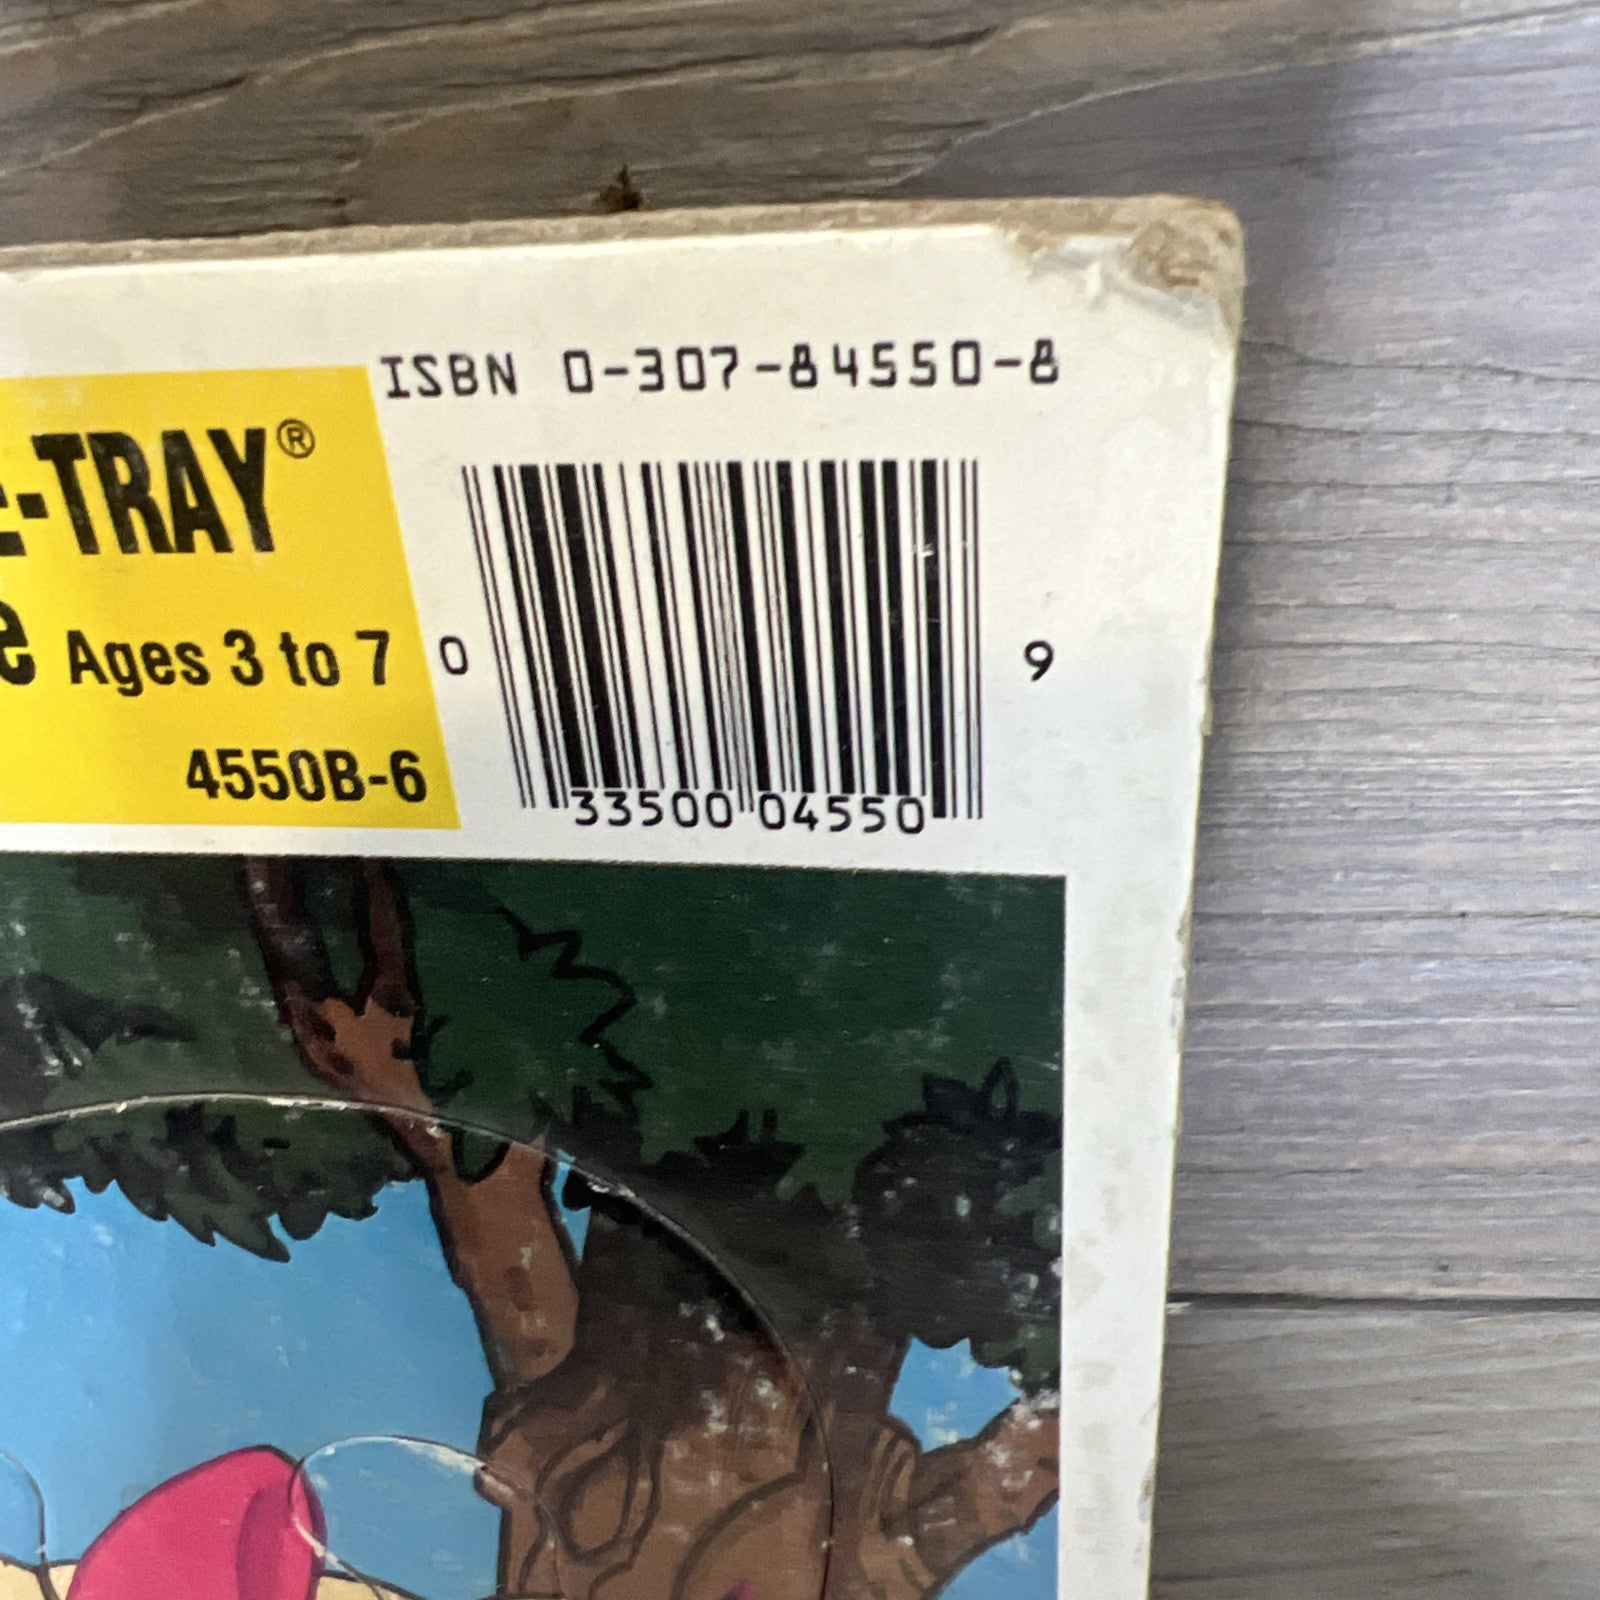 ISBN 0-307-84550-8
-TRAY®
e Ages 3 to 7
4550B-6
0 33500 04550 9